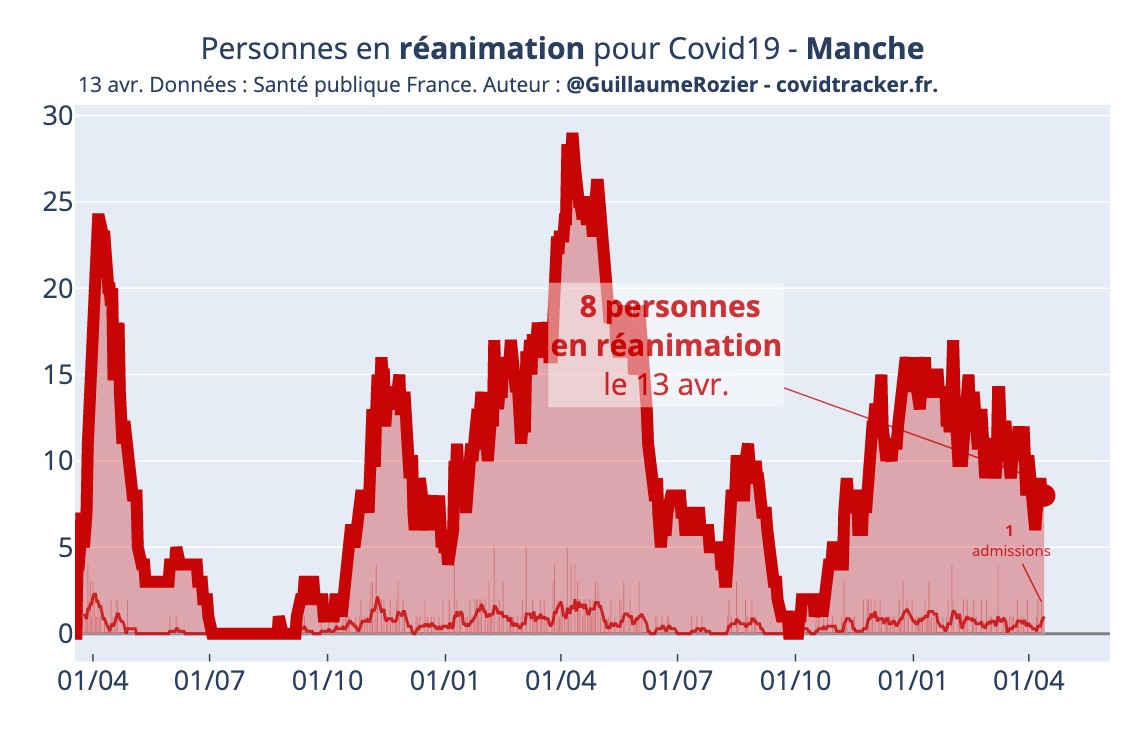 Personnes en réanimation pour Covid19 - Manche
13 avr. Données : Santé publique France. Auteur : @GuillaumeRozier - covidtracker.fr.
30
25
20
15
10
5
0
8 personnes
en réanimation
le 13 avr.
1
admissions
01/04 01/07 01/10 01/01 01/04 01/07 01/10 01/01 01/04